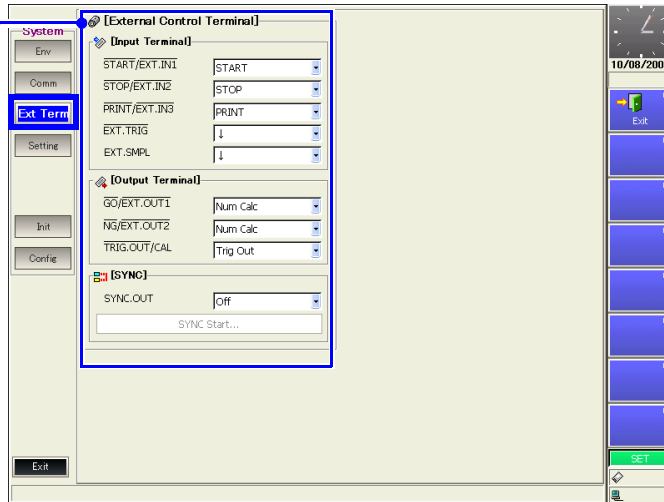 System
Env
Comm
Ext Term
Setting
Init
Config
Exit
[External Control Terminal]
[Input Terminal]
START/EXT.IN1 START
STOP/EXT.IN2 STOP
PRINT/EXT.IN3 PRINT
EXT.TRIG ↓
EXT.SMPL ↓
[Output Terminal]
GO/EXT.OUT1 Num Calc
NG/EXT.OUT2 Num Calc
TRIG.OUT/CAL Trig Out
[SYNC]
SYNC.OUT Off
SYNC Start...
10/08/200
Exit
SET